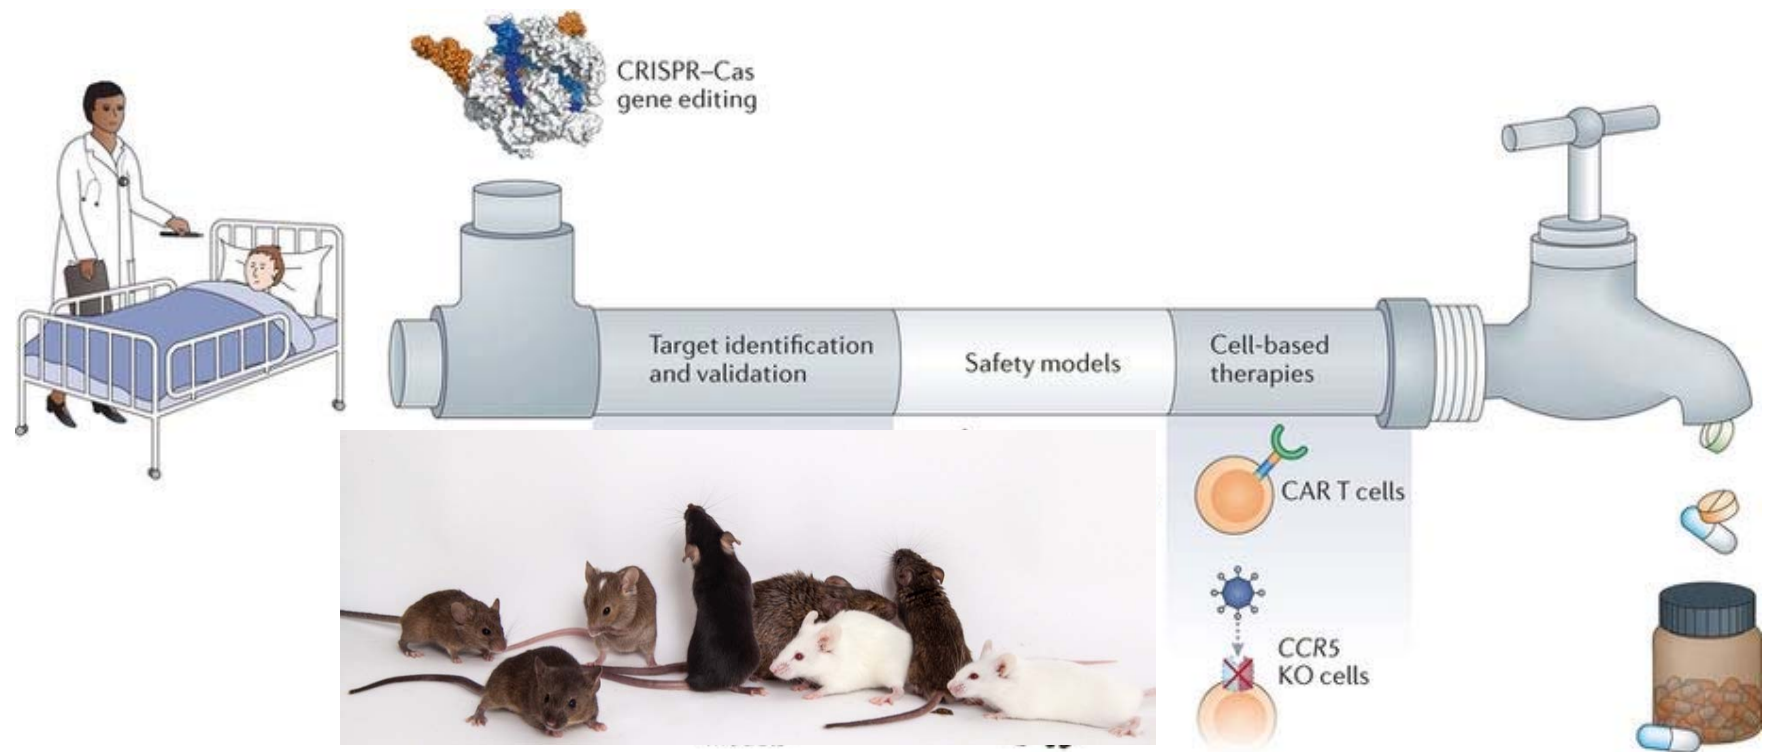 CRISPR–Cas
gene editing
Target identification
and validation
Safety models
Cell-based
therapies
CAR T cells
CCR5
KO cells